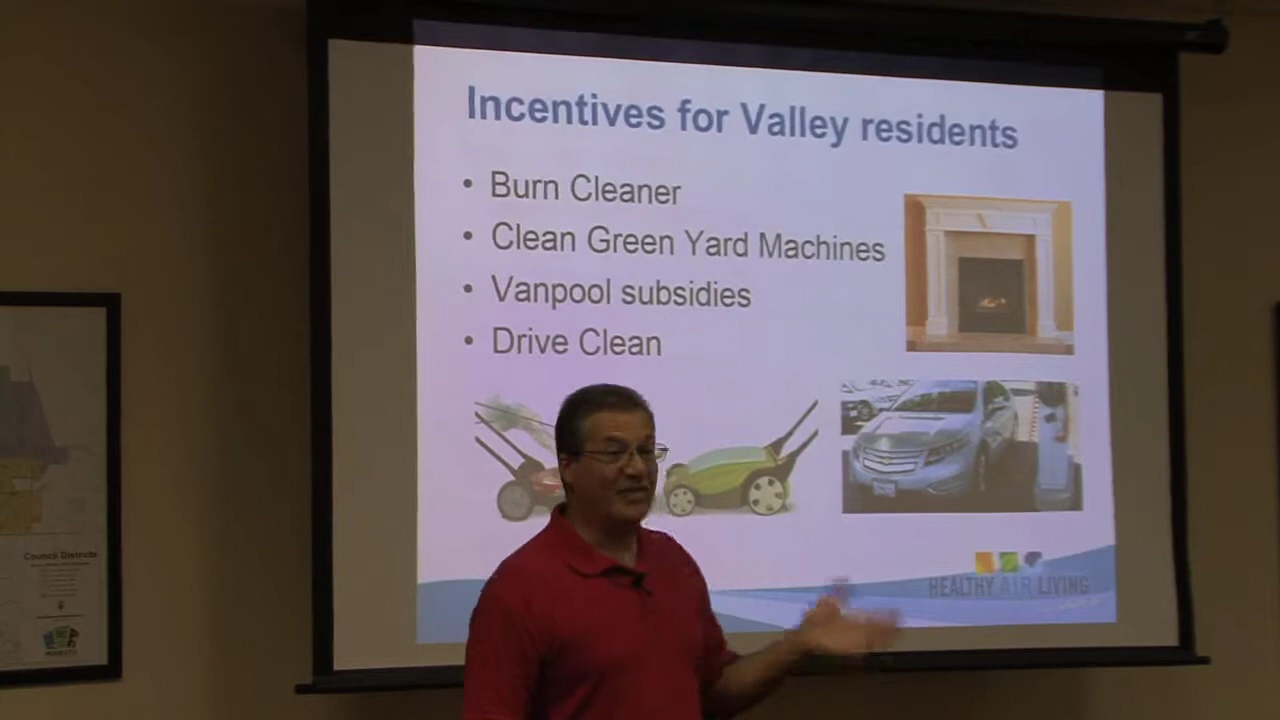 Incentives for Valley residents
• Burn Cleaner
• Clean Green Yard Machines
• Vanpool subsidies
• Drive Clean
HEALTHY AIR LIVING
Council Districts